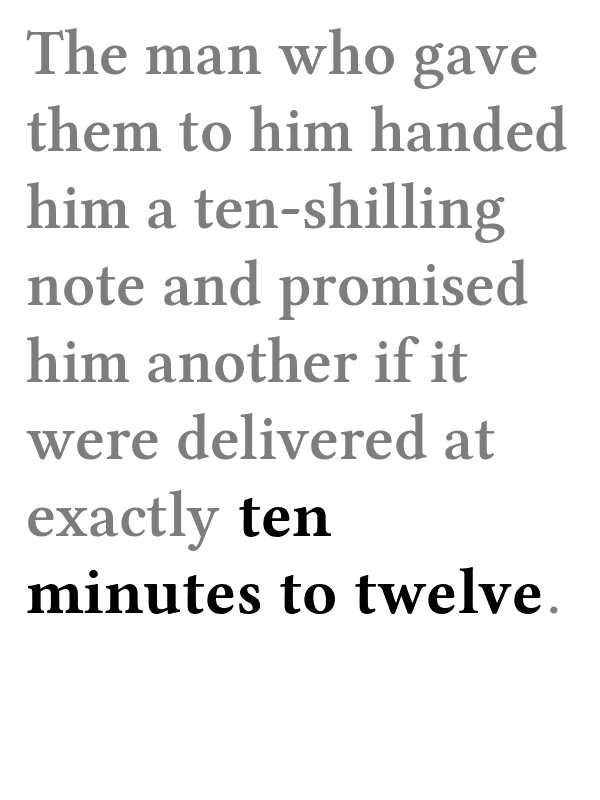 The man who gave
them to him handed
him a ten-shilling
note and promised
him another if it
were delivered at
exactly ten
minutes to twelve.